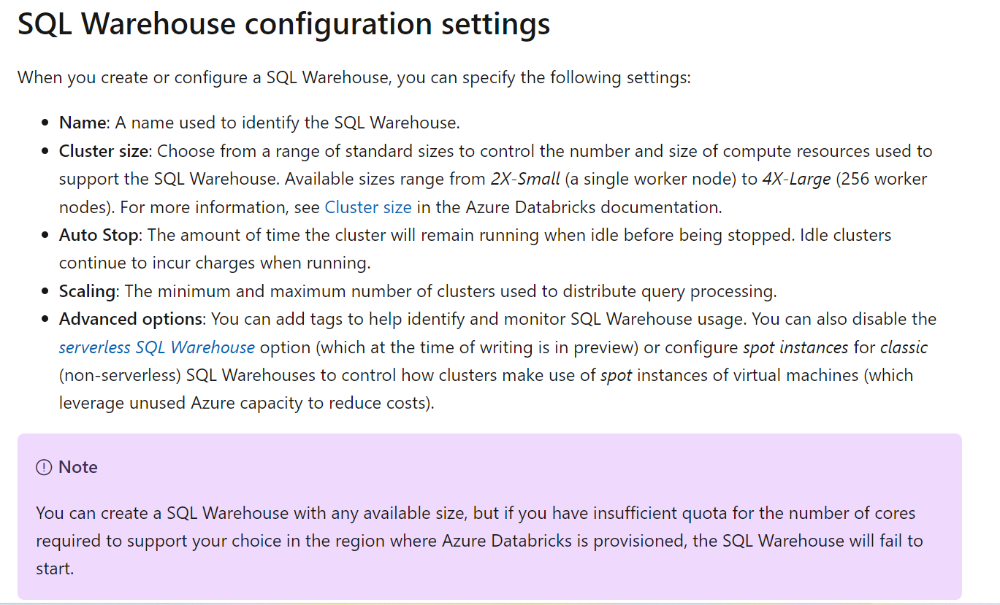 SQL Warehouse configuration settings
When you create or configure a SQL Warehouse, you can specify the following settings:
• Name: A name used to identify the SQL Warehouse.
• Cluster size: Choose from a range of standard sizes to control the number and size of compute resources used to
support the SQL Warehouse. Available sizes range from 2X-Small (a single worker node) to 4X-Large (256 worker
nodes). For more information, see Cluster size in the Azure Databricks documentation.
• Auto Stop: The amount of time the cluster will remain running when idle before being stopped. Idle clusters
continue to incur charges when running.
• Scaling: The minimum and maximum number of clusters used to distribute query processing.
• Advanced options: You can add tags to help identify and monitor SQL Warehouse usage. You can also disable the
serverless SQL Warehouse option (which at the time of writing is in preview) or configure spot instances for classic
(non-serverless) SQL Warehouses to control how clusters make use of spot instances of virtual machines (which
leverage unused Azure capacity to reduce costs).
Note
You can create a SQL Warehouse with any available size, but if you have insufficient quota for the number of cores
required to support your choice in the region where Azure Databricks is provisioned, the SQL Warehouse will fail to
start.